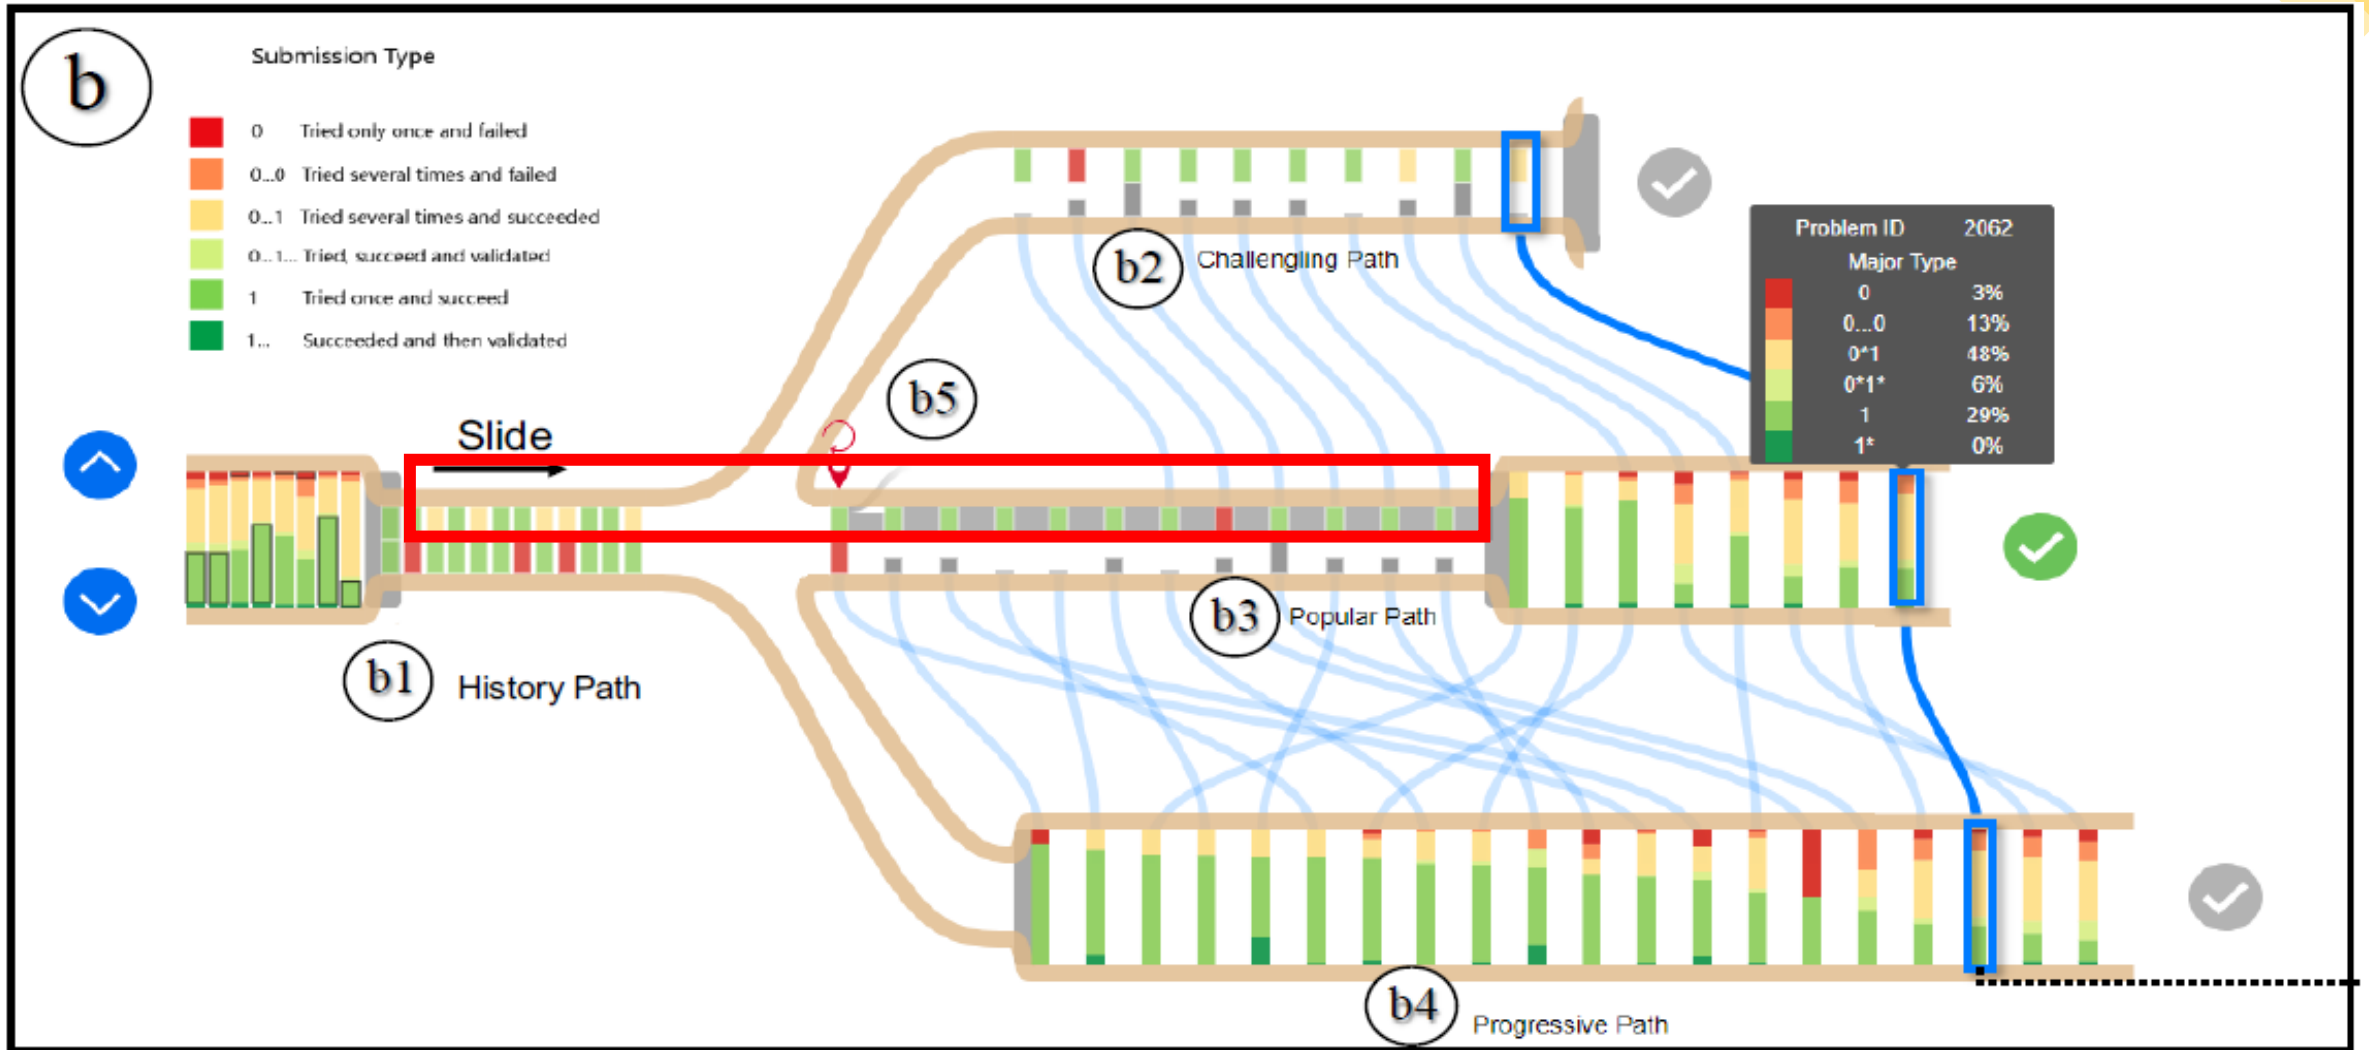 b
Submission Type
0 Tried only once and failed
0...0 Tried several times and failed
0...1 Tried several times and succeeded
0...1... Tried, succeed and validated
1 Tried once and succeed
1... Succeeded and then validated
b2 Challengling Path
Problem ID 2062
Major Type
0 3%
0...0 13%
0*1 48%
0*1* 6%
1 29%
1* 0%
b5
Slide
b3 Popular Path
b1 History Path
b4 Progressive Path